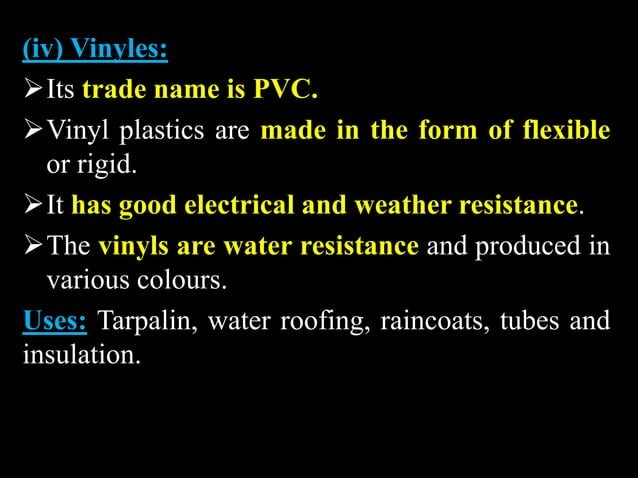 (iv) Vinyles:
➢Its trade name is PVC.
➢Vinyl plastics are made in the form of flexible
or rigid.
➢It has good electrical and weather resistance.
➢The vinyls are water resistance and produced in
various colours.
Uses: Tarpalin, water roofing, raincoats, tubes and
insulation.